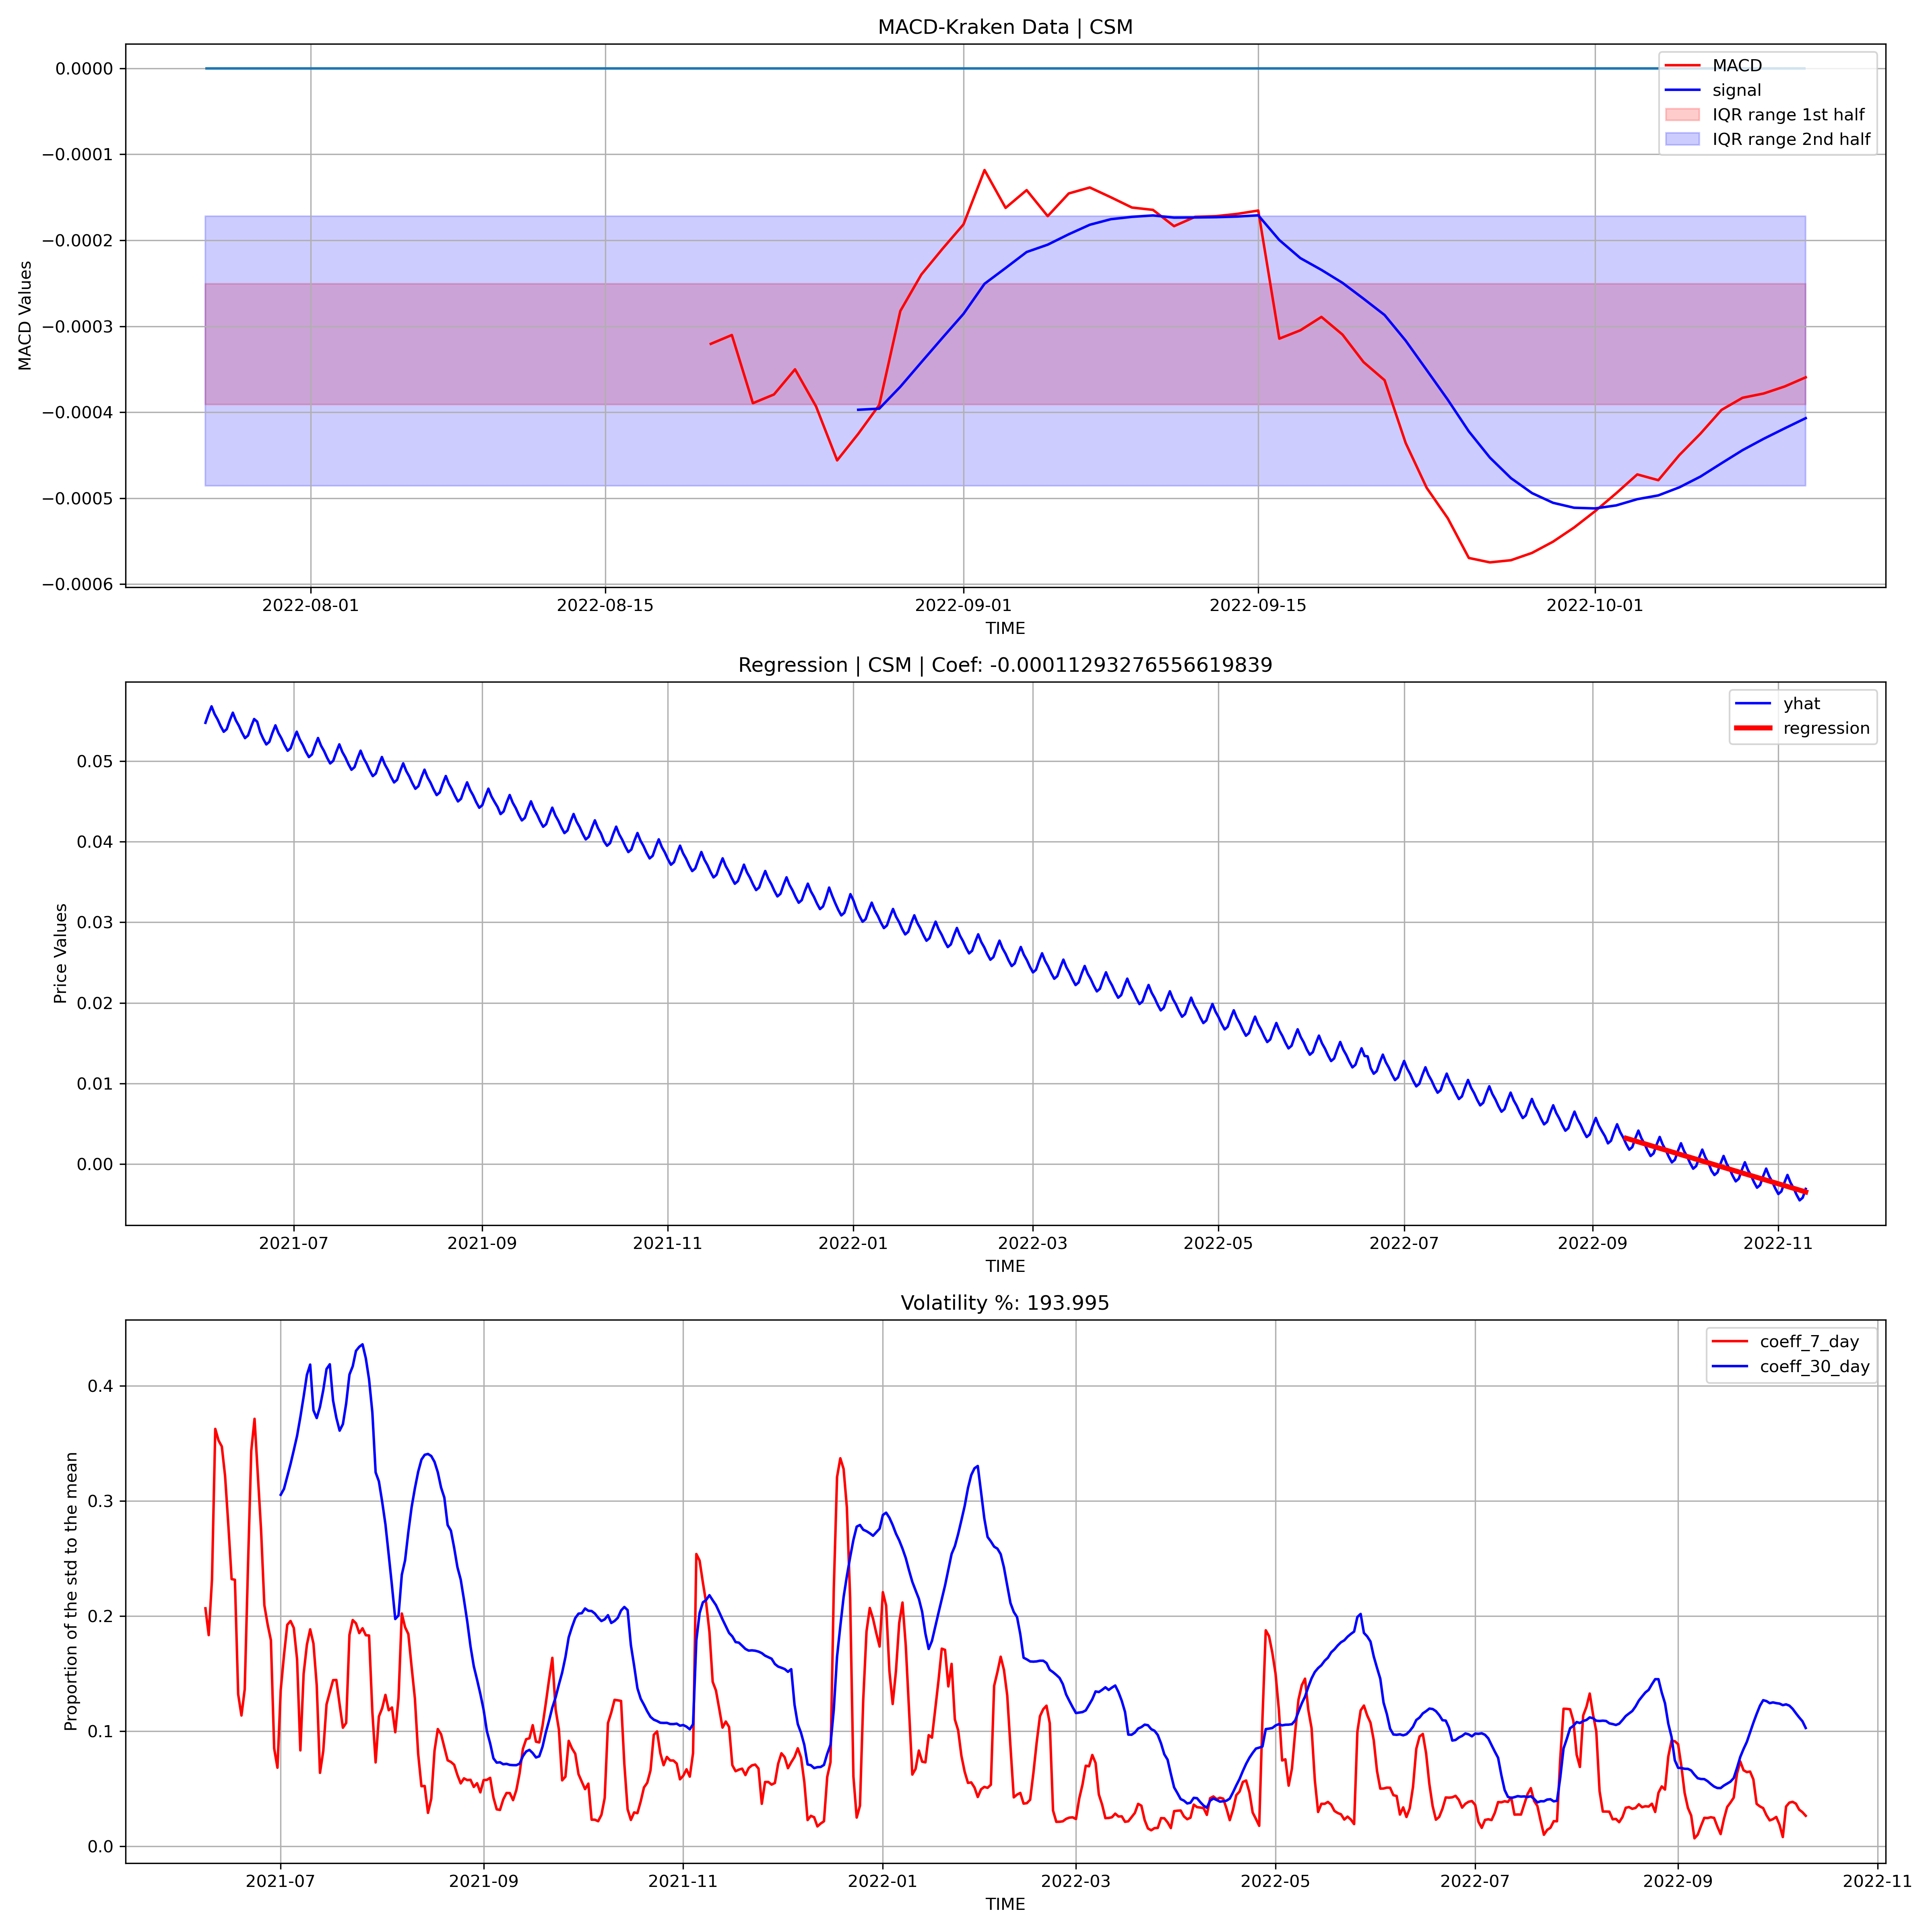 MACD-Kraken Data | CSM
MACD
signal
IQR range 1st half
IQR range 2nd half
MACD Values
0.0000
−0.0001
−0.0002
−0.0003
−0.0004
−0.0005
−0.0006
2022-08-01 2022-08-15 2022-09-01 2022-09-15 2022-10-01
TIME
Regression | CSM | Coef: -0.00011293276556619839
yhat
regression
Price Values
0.05
0.04
0.03
0.02
0.01
0.00
2021-07 2021-09 2021-11 2022-01 2022-03 2022-05 2022-07 2022-09 2022-11
TIME
Volatility %: 193.995
coeff_7_day
coeff_30_day
Proportion of the std to the mean
0.4
0.3
0.2
0.1
0.0
2021-07 2021-09 2021-11 2022-01 2022-03 2022-05 2022-07 2022-09 2022-11
TIME